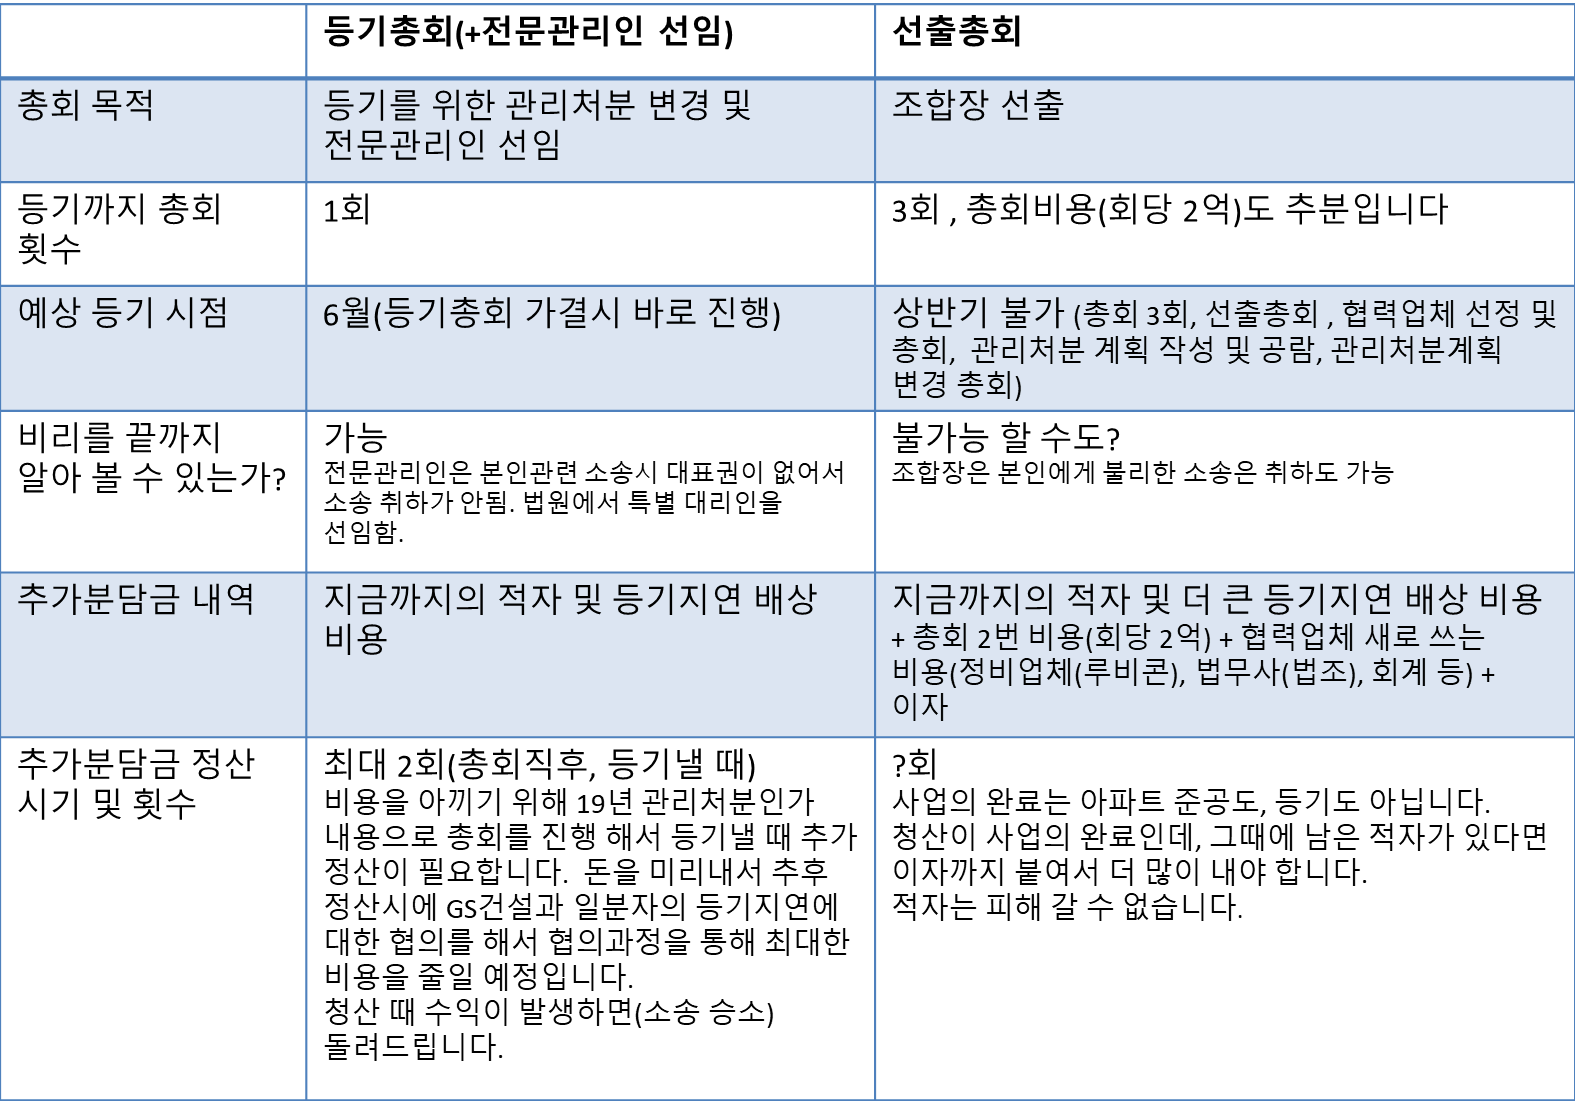 등기총회(+전문관리인 선임)
선출총회
총회 목적
등기를 위한 관리처분 변경 및
전문관리인 선임
조합장 선출
등기까지 총회
횟수
1회
3회 , 총회비용(회당 2억)도 추분입니다
예상 등기 시점
6월(등기총회 가결시 바로 진행)
상반기 불가 (총회 3회, 선출총회 , 협력업체 선정 및
총회,  관리처분 계획 작성 및 공람, 관리처분계획
변경 총회)
비리를 끝까지
알아 볼 수 있는가?
가능
전문관리인은 본인관련 소송시 대표권이 없어서
소송 취하가 안됨. 법원에서 특별 대리인을
선임함.
불가능 할 수도?
조합장은 본인에게 불리한 소송은 취하도 가능
추가분담금 내역
지금까지의 적자 및 등기지연 배상
비용
지금까지의 적자 및 더 큰 등기지연 배상 비용
+ 총회 2번 비용(회당 2억) + 협력업체 새로 쓰는
비용(정비업체(루비콘), 법무사(법조), 회계 등) +
이자
추가분담금 정산
시기 및 횟수
최대 2회(총회직후, 등기낼 때)
비용을 아끼기 위해 19년 관리처분인가
내용으로 총회를 진행 해서 등기낼 때 추가
정산이 필요합니다.  돈을 미리내서 추후
정산시에 GS건설과 일분자의 등기지연에
대한 협의를 해서 협의과정을 통해 최대한
비용을 줄일 예정입니다.
청산 때 수익이 발생하면(소송 승소)
돌려드립니다.
?회
사업의 완료는 아파트 준공도, 등기도 아닙니다.
청산이 사업의 완료인데, 그때에 남은 적자가 있다면
이자까지 붙여서 더 많이 내야 합니다.
적자는 피해 갈 수 없습니다.